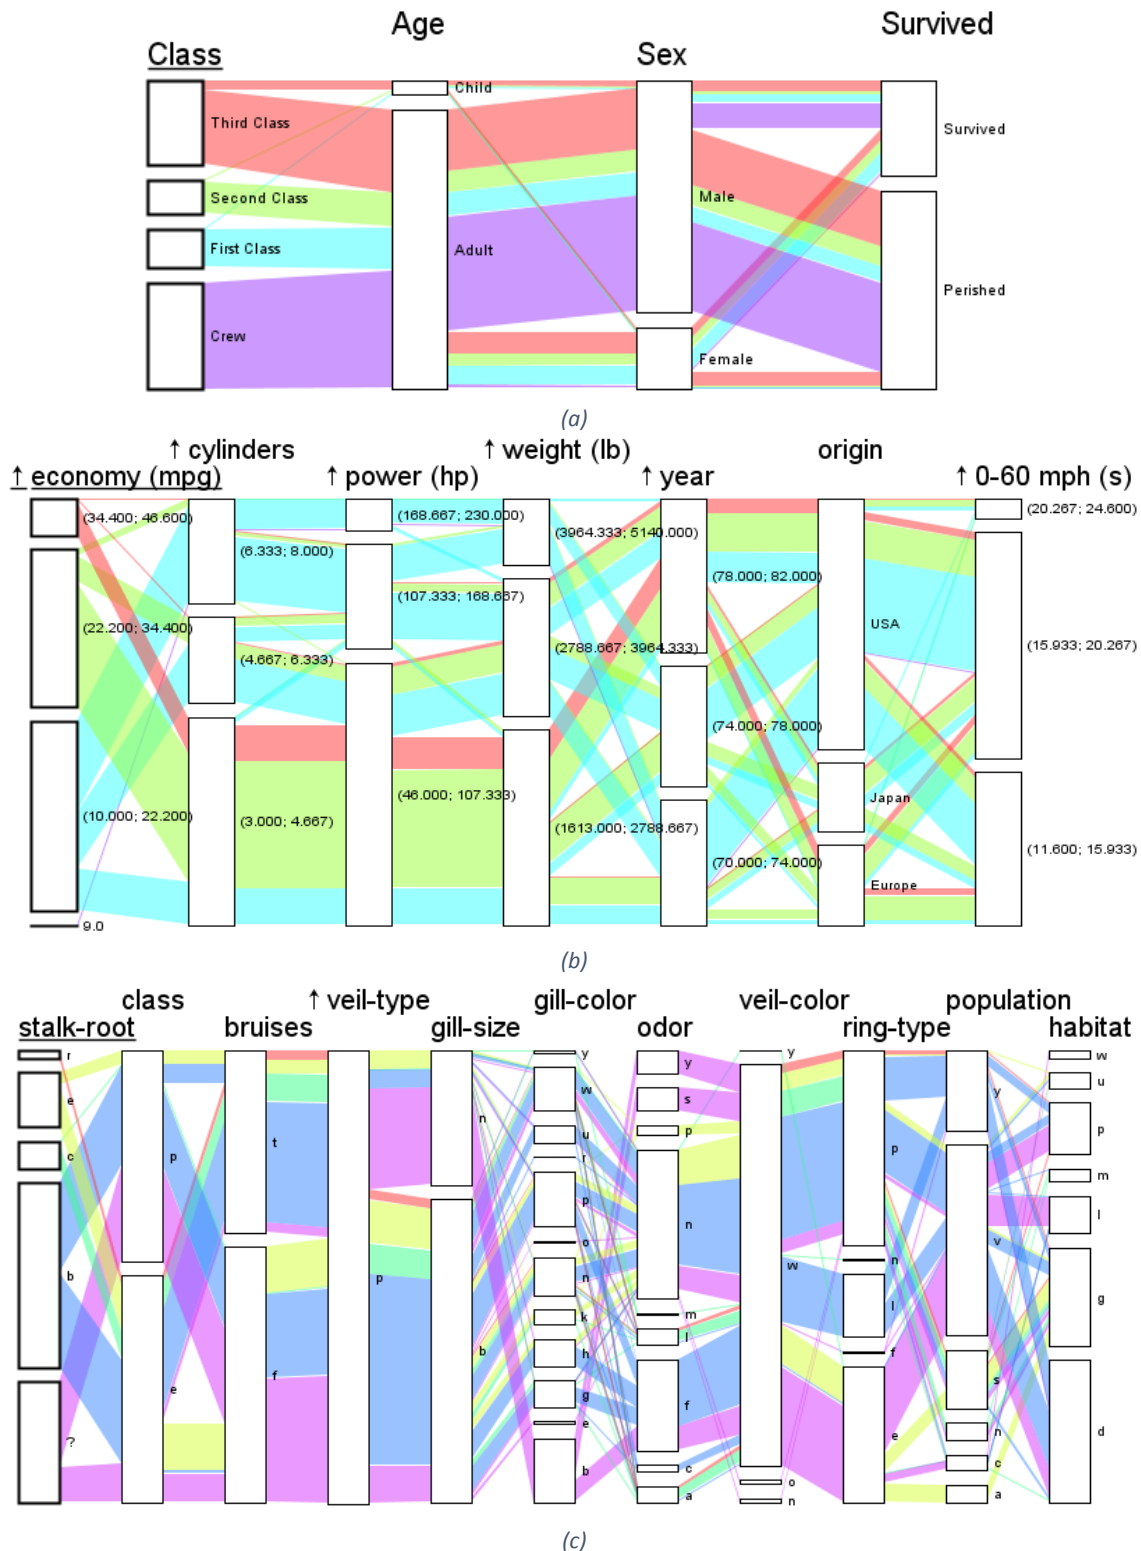 Age
Survived
Class
Sex
Child
Third Class
Survived
Second Class
Male
First Class
Adult
Perished
Crew
Female
(a)
↑ cylinders
↑ weight (lb)
origin
↑ economy (mpg)
↑ power (hp)
↑ year
↑ 0-60 mph (s)
(34.400; 46.600)
(168.667; 230.000)
(20.267; 24.600)
(6.333; 8.000)
(3964.333; 5140.000)
(78.000; 82.000)
(107.333; 168.667)
(22.200; 34.400)
USA
(4.667; 6.333)
(2788.667; 3964.333)
(15.933; 20.267)
(74.000; 78.000)
(46.000; 107.333)
Japan
(10.000; 22.200)
(3.000; 4.667)
(1613.000; 2788.667)
(70.000; 74.000)
(11.600; 15.933)
Europe
9.0
(b)
class
↑ veil-type
gill-color
veil-color
population
stalk-root
bruises
gill-size
odor
ring-type
habitat
r
e
c
b
?
p
e
t
f
p
n
b
y
w
u
r
p
o
n
k
h
g
e
b
y
s
p
n
m
l
f
c
a
y
w
o
n
p
n
l
f
e
y
v
s
n
c
a
w
u
p
m
l
g
d
(c)